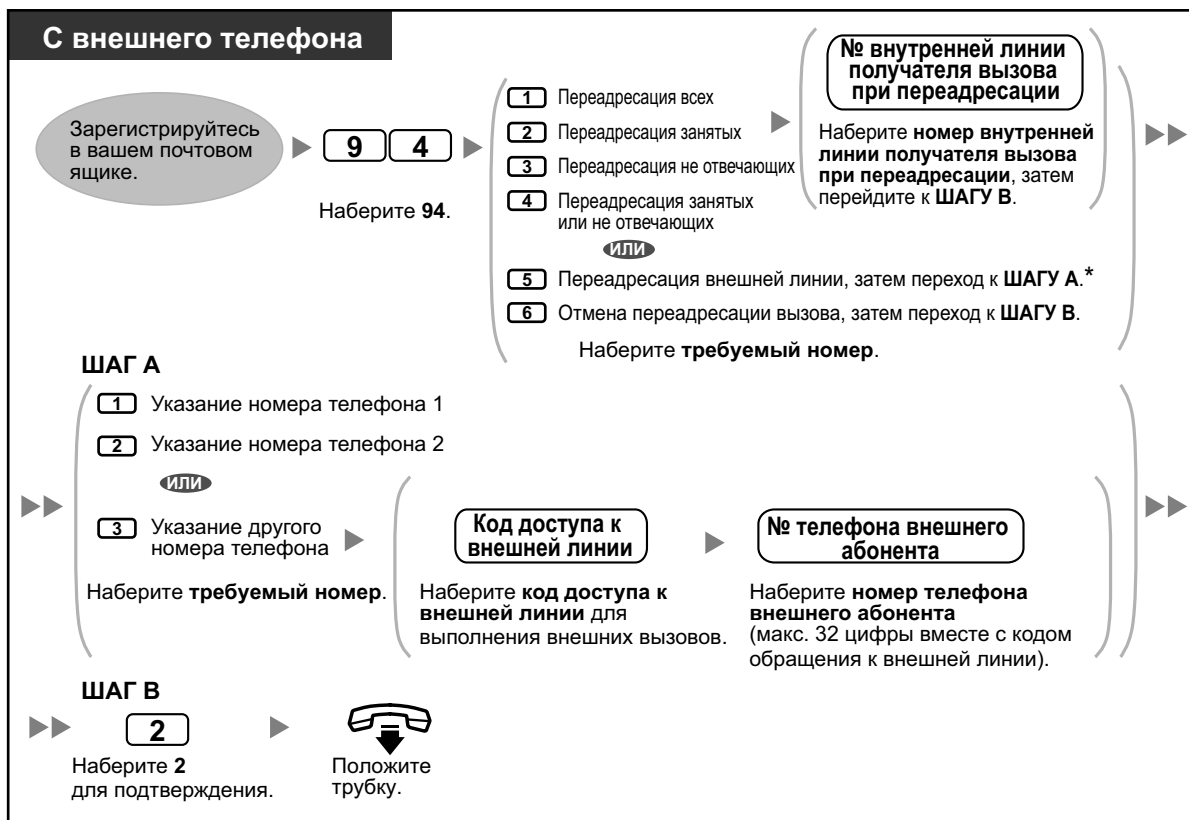 С внешнего телефона
Зарегистрируйтесь
в вашем почтовом
ящике.
9 4
Наберите 94.
1 Переадресация всех
2 Переадресация занятых
3 Переадресация не отвечающих
4 Переадресация занятых
или не отвечающих
ИЛИ
5 Переадресация внешней линии, затем переход к ШАГУ A.*
6 Отмена переадресации вызова, затем переход к ШАГУ B.
Наберите требуемый номер.
№ внутренней линии
получателя вызова
при переадресации
Наберите номер внутренней
линии получателя вызова
при переадресации, затем
перейдите к ШАГУ B.
ШАГ A
1 Указание номера телефона 1
2 Указание номера телефона 2
ИЛИ
3 Указание другого
номера телефона
Наберите требуемый номер.
Код доступа к
внешней линии
Наберите код доступа к
внешней линии для
выполнения внешних вызовов.
№ телефона внешнего
абонента
Наберите номер телефона
внешнего абонента
(макс. 32 цифры вместе с кодом
обращения к внешней линии).
ШАГ B
2
Наберите 2
для подтверждения.
Положите
трубку.